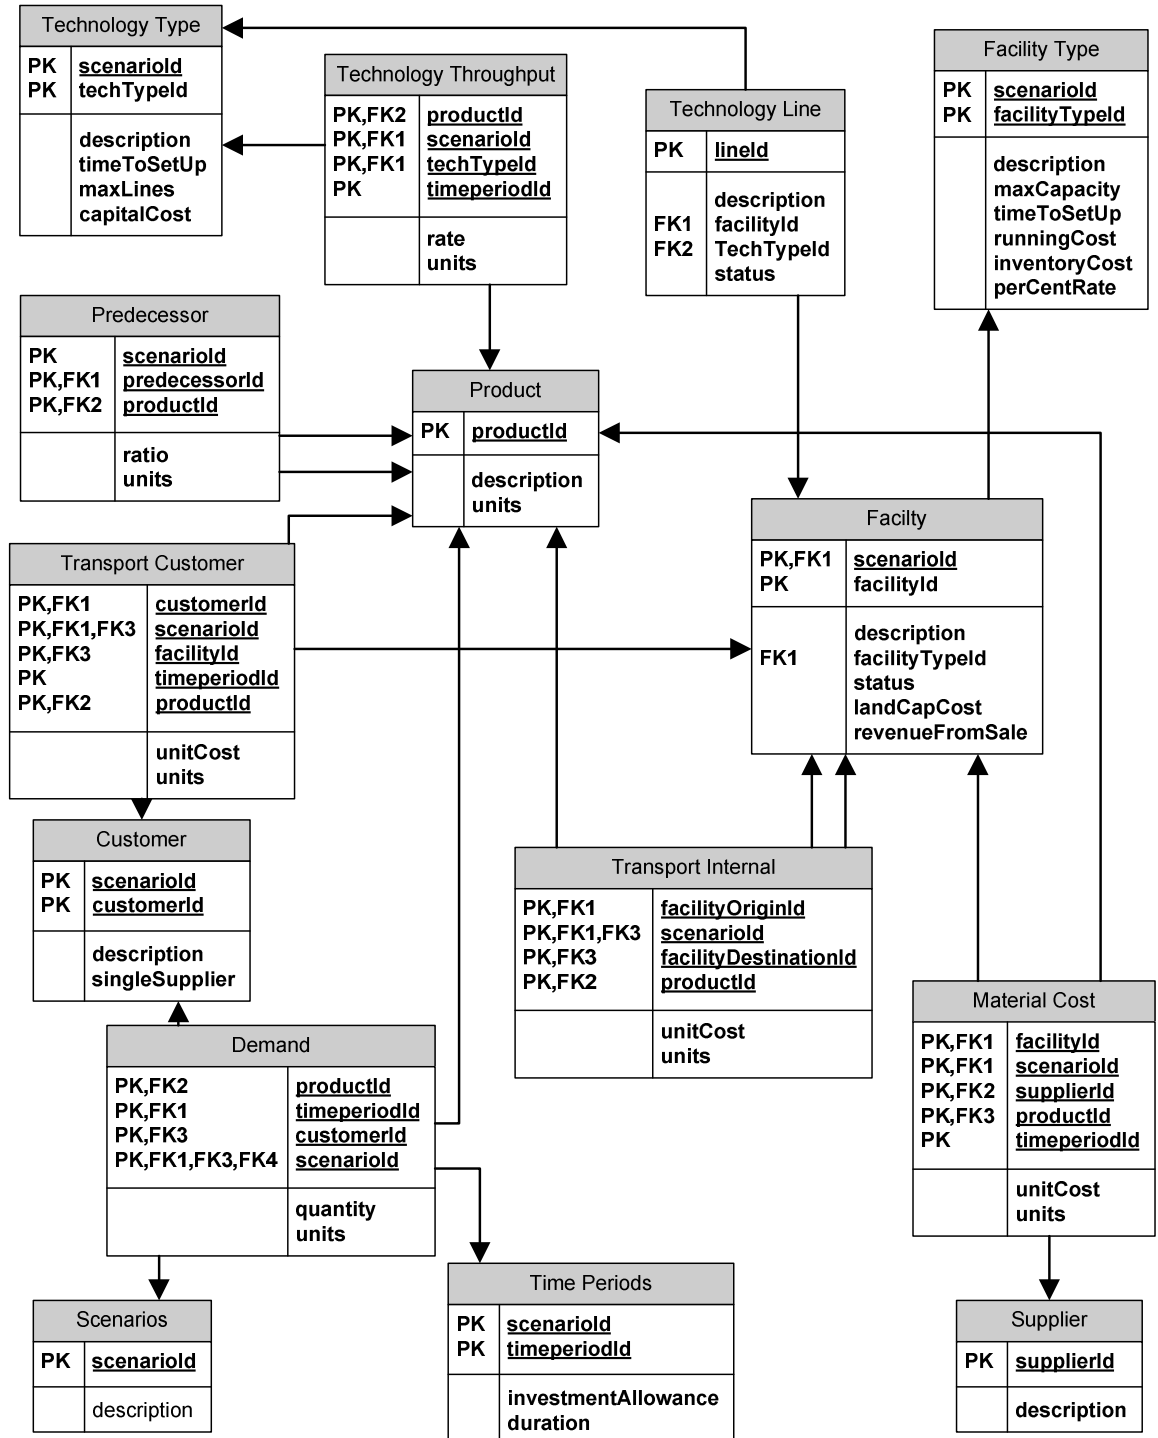 Technology Type
PK scenarioId
PK techTypeId
description
timeToSetUp
maxLines
capitalCost
Technology Throughput
PK,FK2 productId
PK,FK1 scenarioId
PK,FK1 techTypeId
PK timeperiodId
rate
units
Technology Line
PK lineId
description
FK1 facilityId
FK2 TechTypeId
status
Facility Type
PK scenarioId
PK facilityTypeId
description
maxCapacity
timeToSetUp
runningCost
inventoryCost
perCentRate
Predecessor
PK scenarioId
PK,FK1 predecessorId
PK,FK2 productId
ratio
units
Product
PK productId
description
units
Facilty
PK,FK1 scenarioId
PK facilityId
description
FK1 facilityTypeId
status
landCapCost
revenueFromSale
Transport Customer
PK,FK1 customerId
PK,FK1,FK3 scenarioId
PK,FK3 facilityId
PK timeperiodId
PK,FK2 productId
unitCost
units
Customer
PK scenarioId
PK customerId
description
singleSupplier
Transport Internal
PK,FK1 facilityOriginId
PK,FK1,FK3 scenarioId
PK,FK3 facilityDestinationId
PK,FK2 productId
unitCost
units
Material Cost
PK,FK1 facilityId
PK,FK1 scenarioId
PK,FK2 supplierId
PK,FK3 productId
PK timeperiodId
unitCost
units
Demand
PK,FK2 productId
PK,FK1 timeperiodId
PK,FK3 customerId
PK,FK1,FK3,FK4 scenarioId
quantity
units
Scenarios
PK scenarioId
description
Time Periods
PK scenarioId
PK timeperiodId
investmentAllowance
duration
Supplier
PK supplierId
description